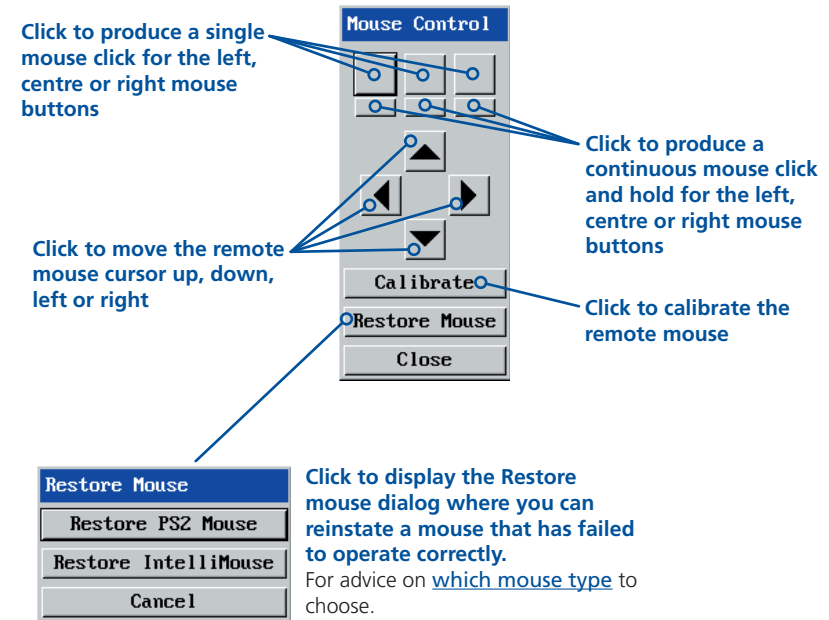 Mouse Control
Click to produce a single
mouse click for the left,
centre or right mouse
buttons
Click to produce a
continuous mouse click
and hold for the left,
centre or right mouse
buttons
Click to move the remote
mouse cursor up, down,
left or right
Calibrate
Click to calibrate the
remote mouse
Restore Mouse
Close
Restore Mouse
Restore PS2 Mouse
Restore IntelliMouse
Cancel
Click to display the Restore
mouse dialog where you can
reinstate a mouse that has failed
to operate correctly.
For advice on which mouse type to
choose.